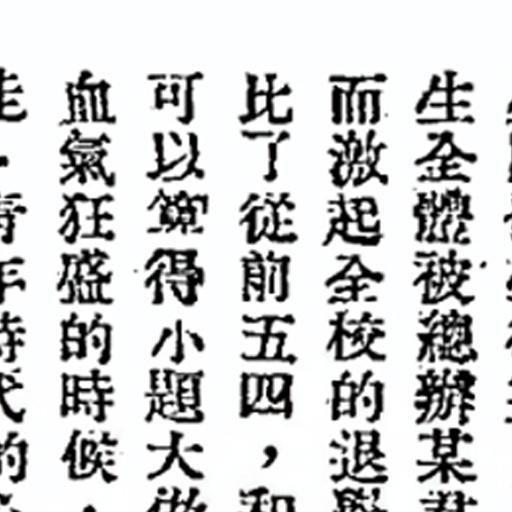 生全體被總辦某君
而激起全校的退學
比了從前五四，和
可以算得小題大做
血氣狂盛的時候，
走．青年時代的